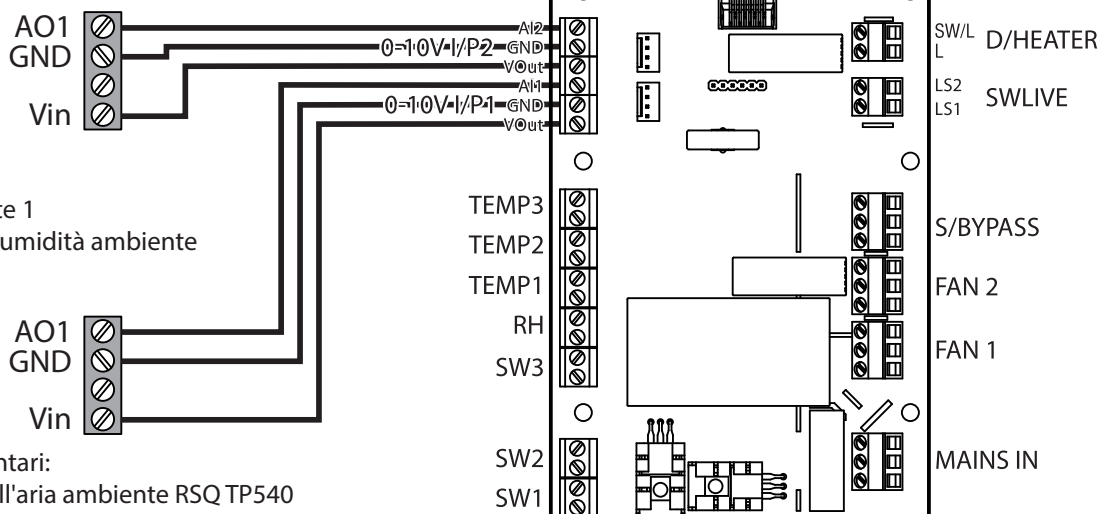 AO1
GND
Vin
AI2
0-10V I/P2 GND
VOut
AI1
0-10V I/P1 GND
VOut
te 1
umidità ambiente
AO1
GND
Vin
ntari:
ll'aria ambiente RSQ TP540
TEMP3
TEMP2
TEMP1
RH
SW3
SW2
SW1
SW/L
L
D/HEATER
LS2
LS1
SWLIVE
S/BYPASS
FAN 2
FAN 1
MAINS IN